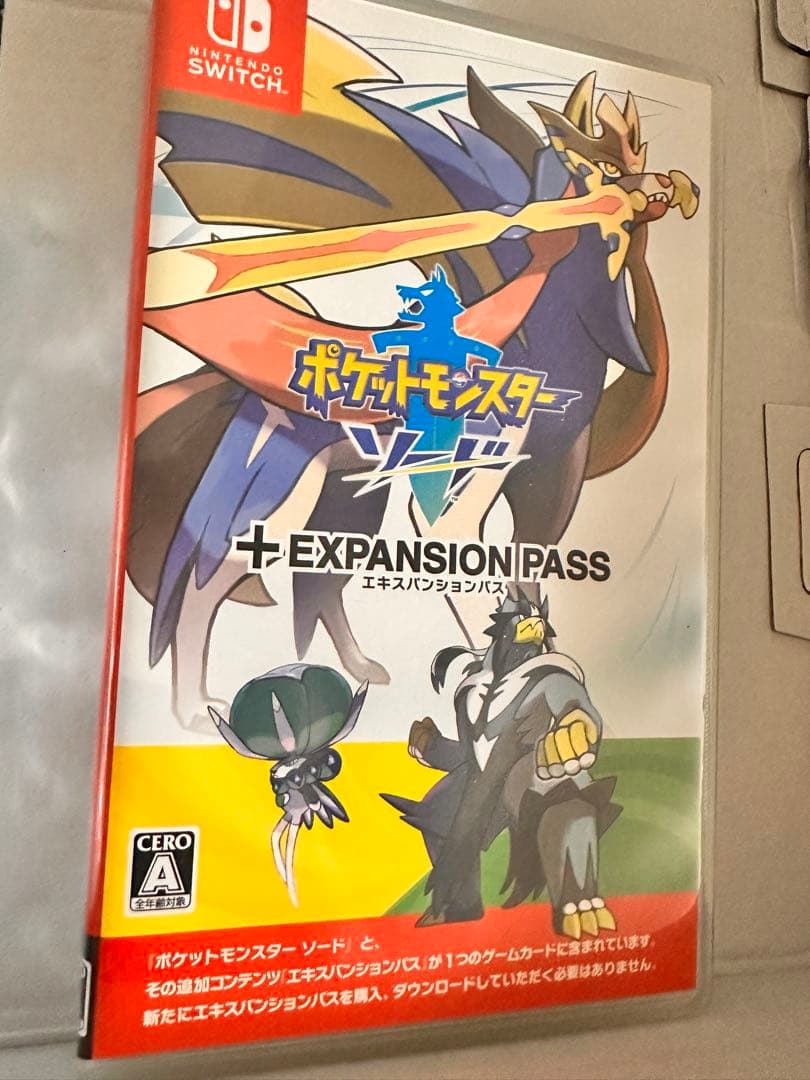 NINTENDO
SWITCH
ポケットモンスター
ソード
+EXPANSION PASS
エキスパンションパス
CERO
A
全年齢対象
『ポケットモンスター ソード』と、
その追加コンテンツ『エキスパンションパス』が1つのゲームカードに含まれています。
新たにエキスパンションパスを購入、ダウンロードしていただく必要はありません。